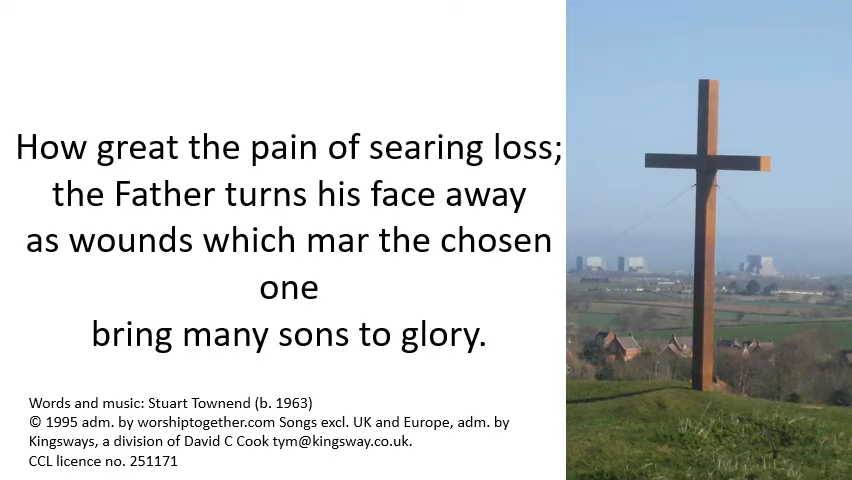 How great the pain of searing loss;
the Father turns his face away
as wounds which mar the chosen
one
bring many sons to glory.
Words and music: Stuart Townend (b. 1963)
© 1995 adm. by worshiptogether.com Songs excl. UK and Europe, adm. by
Kingsways, a division of David C Cook tym@kingsway.co.uk.
CCL licence no. 251171